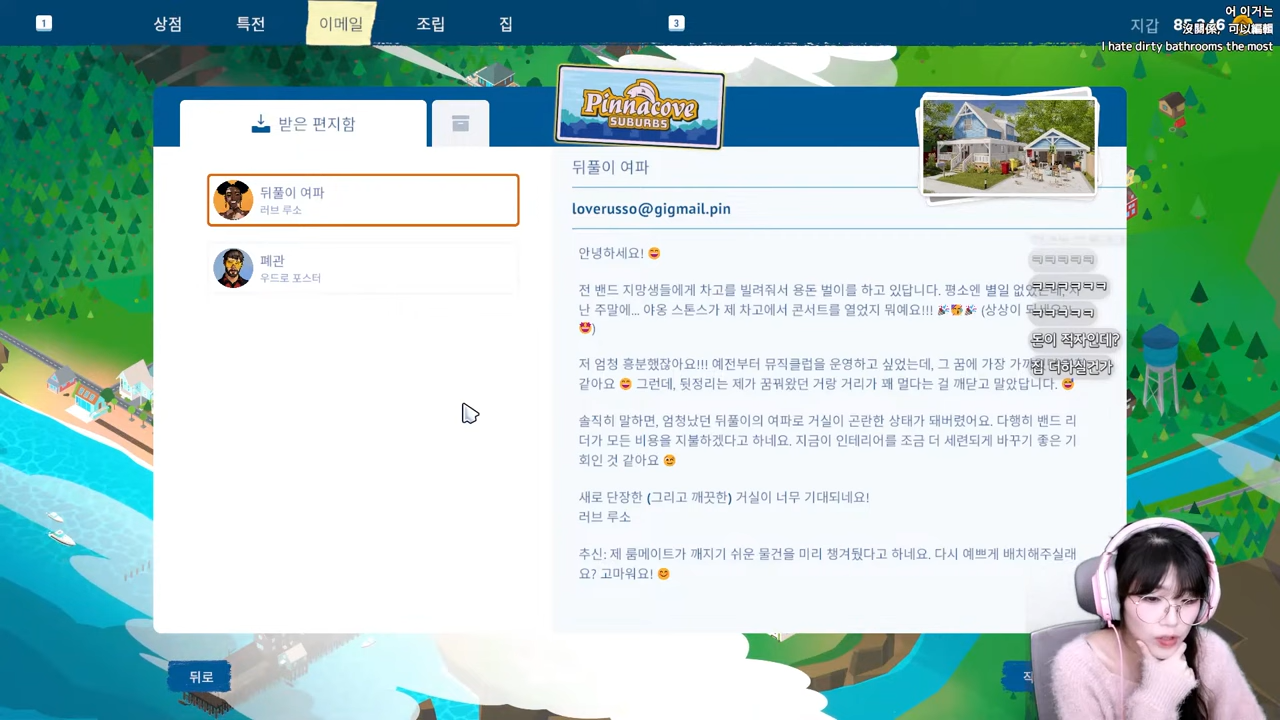 1
상점
특전
이메일
조립
집
3
지갑
어 이거는
沒關係, 可以編輯
I hate dirty bathrooms the most
받은 편지함
Pinnacove
SUBURBS
뒤풀이 여파
러브 루소
폐관
우드로 포스터
뒤풀이 여파
loverusso@gigmail.pin
안녕하세요!
전 밴드 지망생들에게 차고를 빌려줘서 용돈 벌이를 하고 있답니다. 평소엔 별일 없었
난 주말에... 야옹 스톤스가 제 차고에서 콘서트를 열었지 뭐예요!!! (상상이
저 엄청 흥분했잖아요!!! 예전부터 뮤직클럽을 운영하고 싶었는데, 그 꿈에 가장
같아요 그런데, 뒷정리는 제가 꿈꿔왔던 거랑 거리가 꽤 멀다는 걸 깨닫고 말았답니다.
솔직히 말하면, 엄청났던 뒤풀이의 여파로 거실이 곤란한 상태가 돼버렸어요. 다행히 밴드 리
더가 모든 비용을 지불하겠다고 하네요. 지금이 인테리어를 조금 더 세련되게 바꾸기 좋은 기
회인 것 같아요
새로 단장한 (그리고 깨끗한) 거실이 너무 기대되네요!
러브 루소
추신: 제 룸메이트가 깨지기 쉬운 물건을 미리 챙겨뒀다고 하네요. 다시 예쁘게 배치해주실래
요? 고마워요!
ㅋㅋㅋㅋㅋ
ㅋㅋㅋㅋㅋㅋ
ㅋㅋㅋㅋㅋ
돈이 적자인데?
집 더하실건가
뒤로